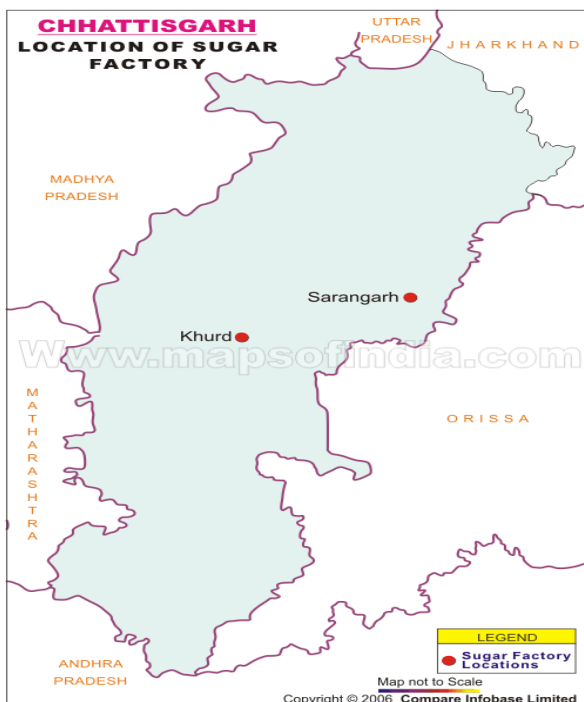 CHHATTISGARH
LOCATION OF SUGAR
FACTORY
UTTAR
PRADESH
JHARKHAND
MADHYA
PRADESH
Sarangarh
Khurd
www.mapsofindia.com
MATHARASHTRA
ORISSA
ANDHRA
PRADESH
LEGEND
Sugar Factory
Locations
Map not to Scale
Copyright © 2006 Compare Infobase Limited